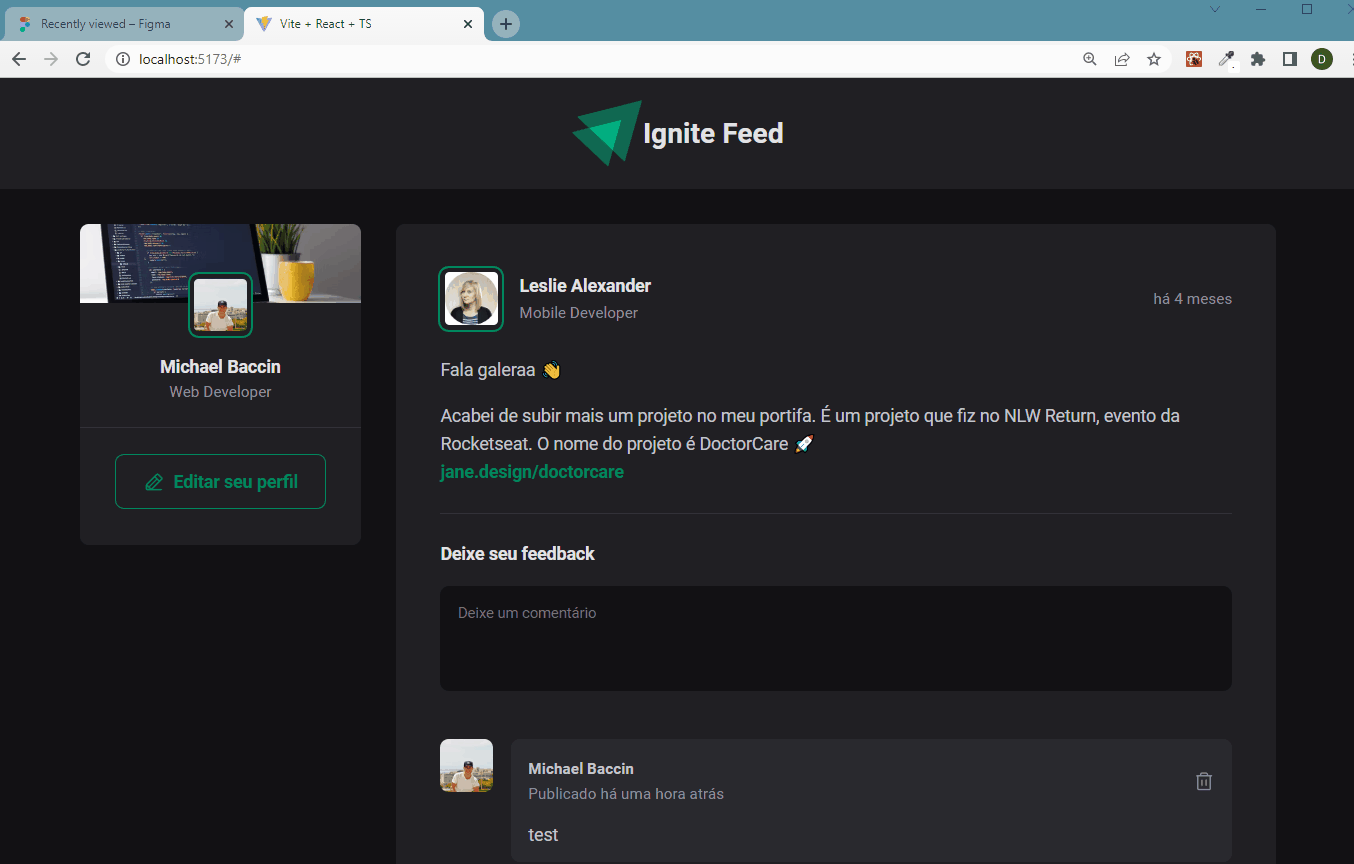 Recently viewed – Figma
Vite + React + TS
localhost:5173/#
D
Ignite Feed
Leslie Alexander
Mobile Developer
há 4 meses
Michael Baccin
Web Developer
Editar seu perfil
Fala galeraa 👋
Acabei de subir mais um projeto no meu portifa. É um projeto que fiz no NLW Return, evento da
Rocketseat. O nome do projeto é DoctorCare 🚀
jane.design/doctorcare
Deixe seu feedback
Deixe um comentário
Michael Baccin
Publicado há uma hora atrás
test